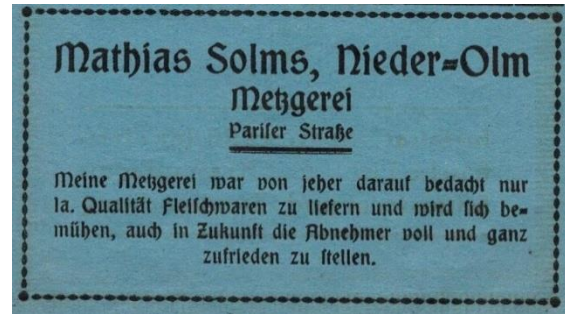 Mathias Solms, Nieder=Olm
Metzgerei
Pariser Straße
Meine Metzgerei war von jeher darauf bedacht nur
Ia. Qualität Fleischwaren zu liefern und wird sich be=
mühen, auch in Zukunft die Abnehmer voll und ganz
zufrieden zu stellen.